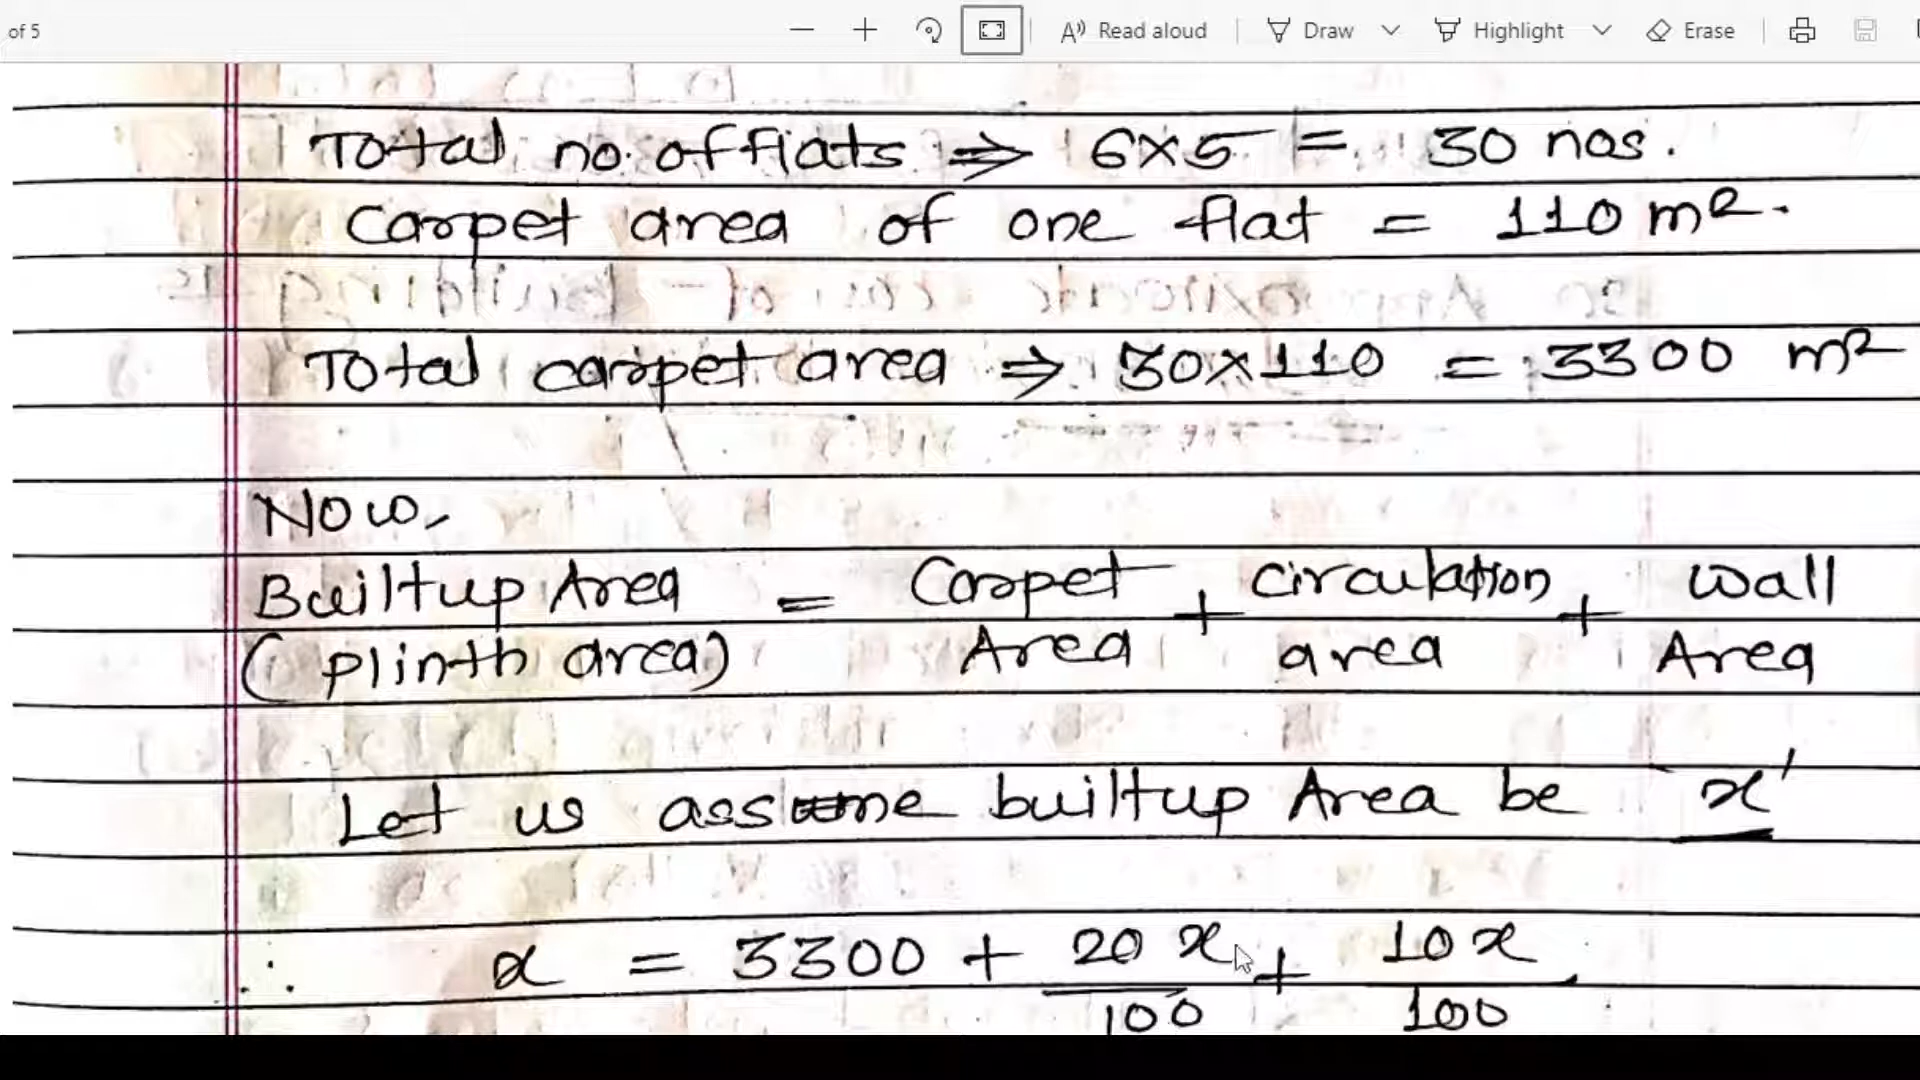 of 5
Read aloud
Draw
Highlight
Erase
Total no. of flats ⇒ 6×5 = 30 nos.
Carpet area of one flat = 110 m².
Total carpet area ⇒ 30×110 = 3300 m²
Now,
Builtup Area = Carpet + circulation + wall
(plinth area) Area area Area
Let us assume builtup Area be x'
∴ x = 3300 + 20 x + 10 x
100 100